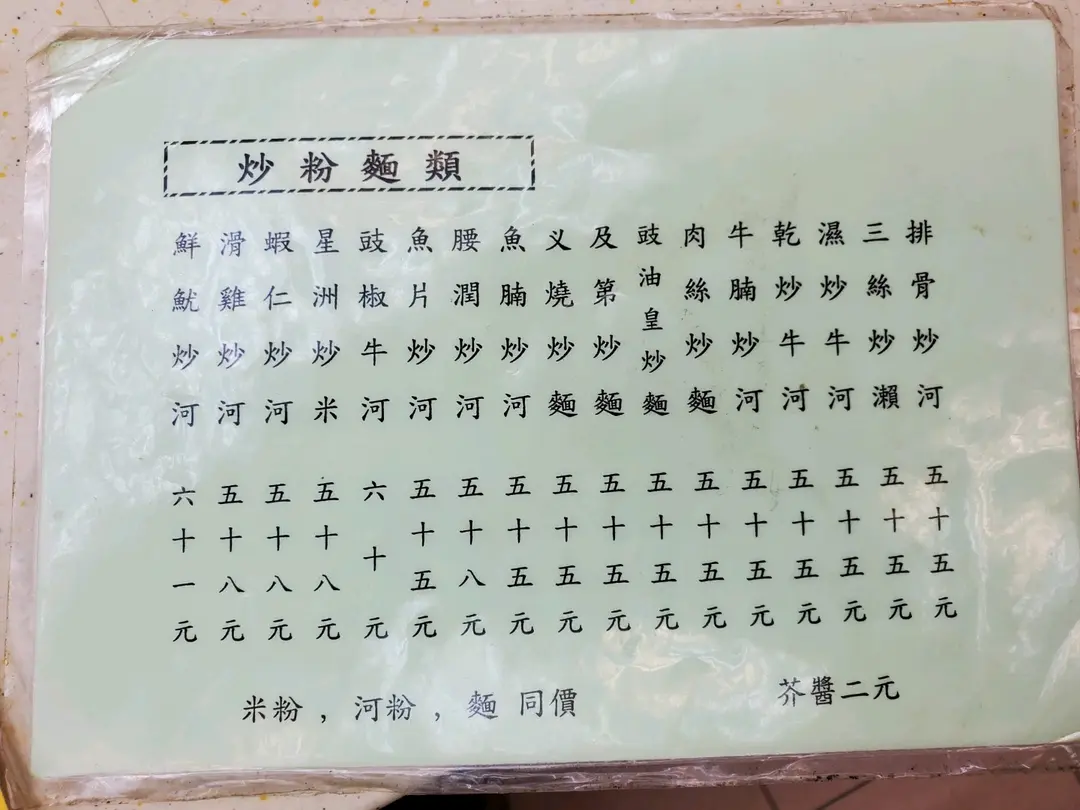 炒粉麵類
排骨炒河 五十五元
三絲炒瀨 五十五元
濕炒牛河 五十五元
乾炒牛河 五十五元
牛腩炒河 五十五元
肉絲炒麵 五十五元
豉油皇炒麵 五十五元
及第炒麵 五十五元
义燒炒麵 五十五元
魚腩炒河 五十五元
腰潤炒河 五十八元
魚片炒河 五十五元
豉椒牛河 六十元
星洲炒米 五十八元
蝦仁炒河 五十八元
滑雞炒河 五十八元
鮮魷炒河 六十一元
米粉，河粉，麵 同價
芥醬二元